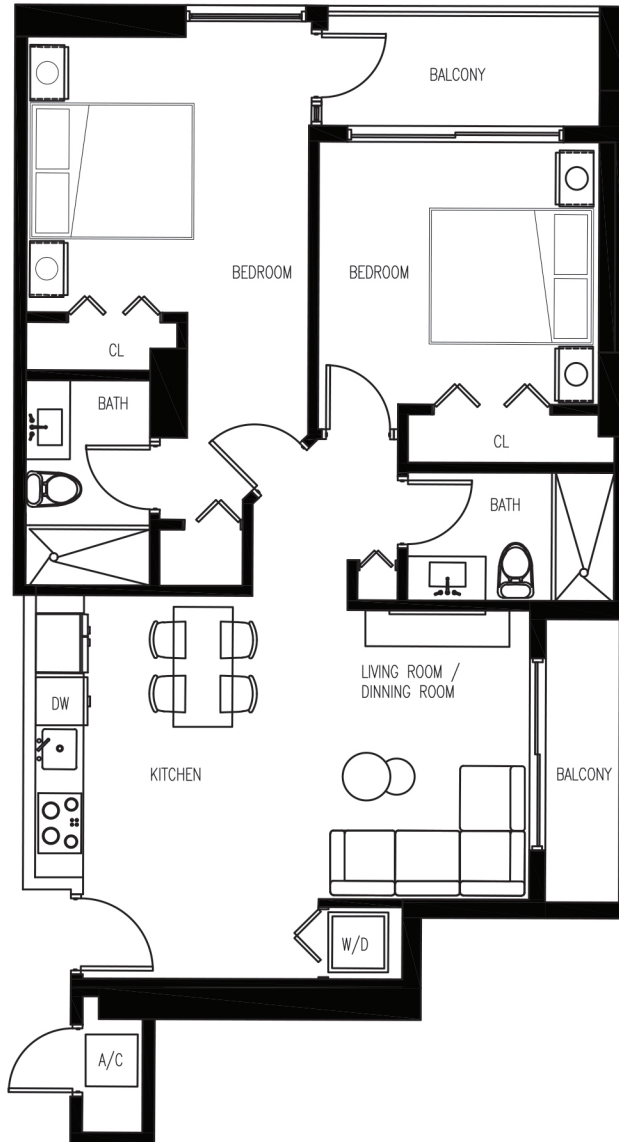 BALCONY
BEDROOM
BEDROOM
CL
BATH
CL
BATH
LIVING ROOM /
DINNING ROOM
DW
KITCHEN
BALCONY
W/D
A/C